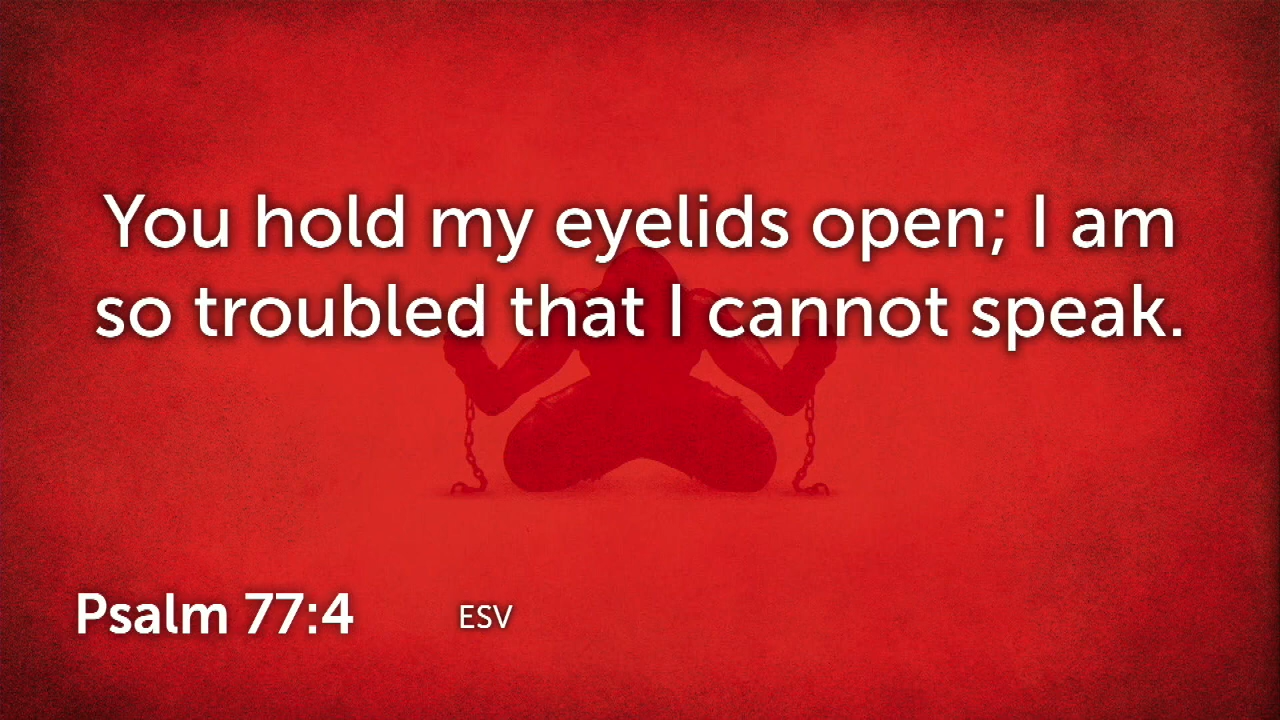 You hold my eyelids open; I am
so troubled that I cannot speak.
Psalm 77:4 ESV